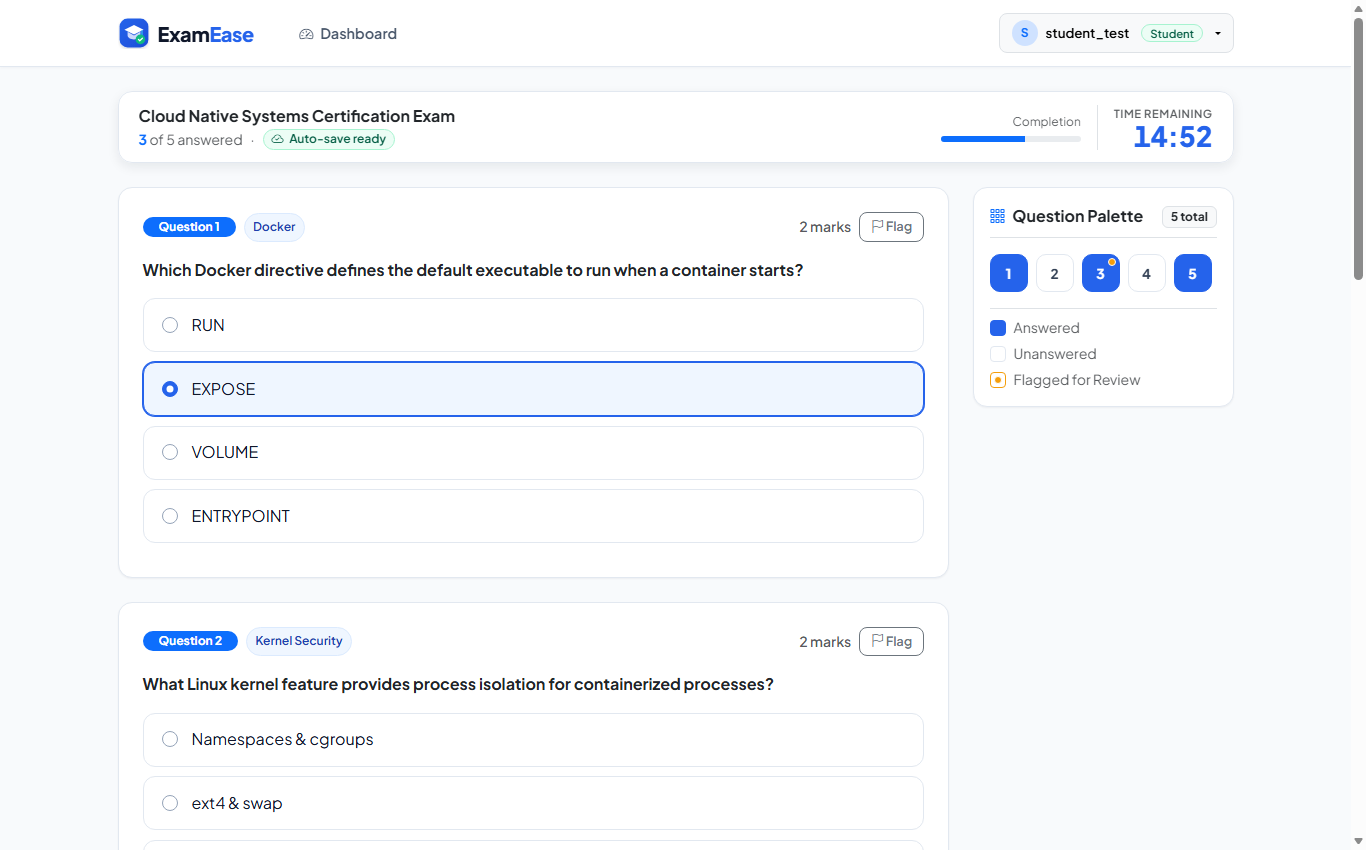 ExamEase
Dashboard
S student_test Student
Cloud Native Systems Certification Exam
3 of 5 answered · Auto-save ready
Completion
TIME REMAINING
14:52
Question 1 Docker
2 marks Flag
Which Docker directive defines the default executable to run when a container starts?
RUN
EXPOSE
VOLUME
ENTRYPOINT
Question 2 Kernel Security
2 marks Flag
What Linux kernel feature provides process isolation for containerized processes?
Namespaces & cgroups
ext4 & swap
Question Palette 5 total
1 2 3 4 5
Answered
Unanswered
Flagged for Review